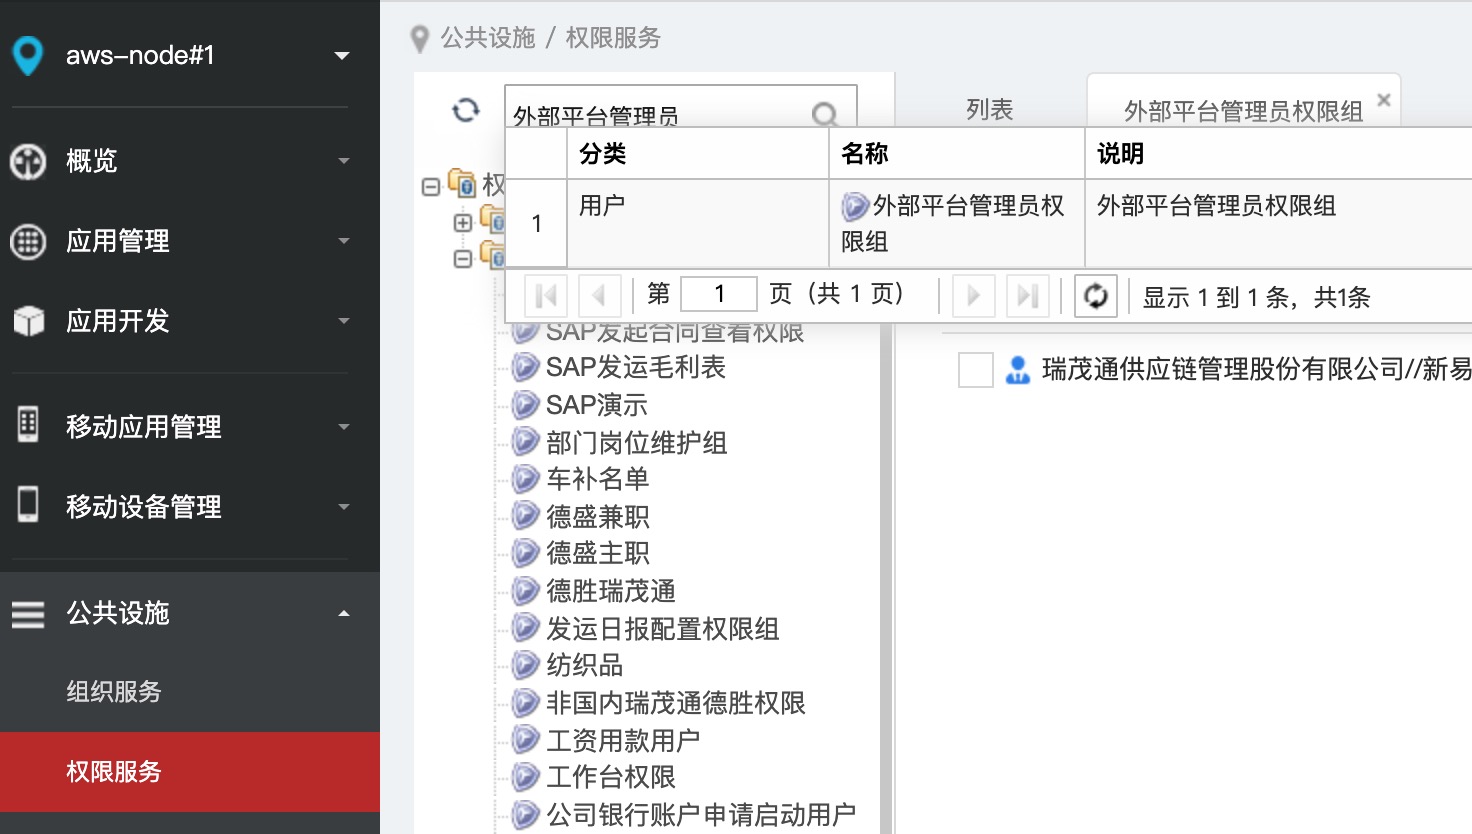 aws-node#1
概览
应用管理
应用开发
移动应用管理
移动设备管理
公共设施
组织服务
权限服务
公共设施 / 权限服务
外部平台管理员
列表
外部平台管理员权限组
分类
名称
说明
1
用户
外部平台管理员权
限组
外部平台管理员权限组
第 1 页（共 1 页）
显示 1 到 1 条，共1条
权
SAP发起合同查看权限
SAP发运毛利表
SAP演示
部门岗位维护组
车补名单
德盛兼职
德盛主职
德胜瑞茂通
发运日报配置权限组
纺织品
非国内瑞茂通德胜权限
工资用款用户
工作台权限
公司银行账户申请启动用户
瑞茂通供应链管理股份有限公司//新易